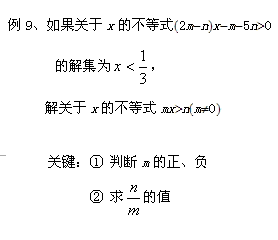 例 9、如果关于 x 的不等式(2m−n)x−m−5n>0
的解集为 x < 1/3，
解关于 x 的不等式 mx>n(m≠0)
关键：① 判断 m 的正、负
② 求 n/m 的值